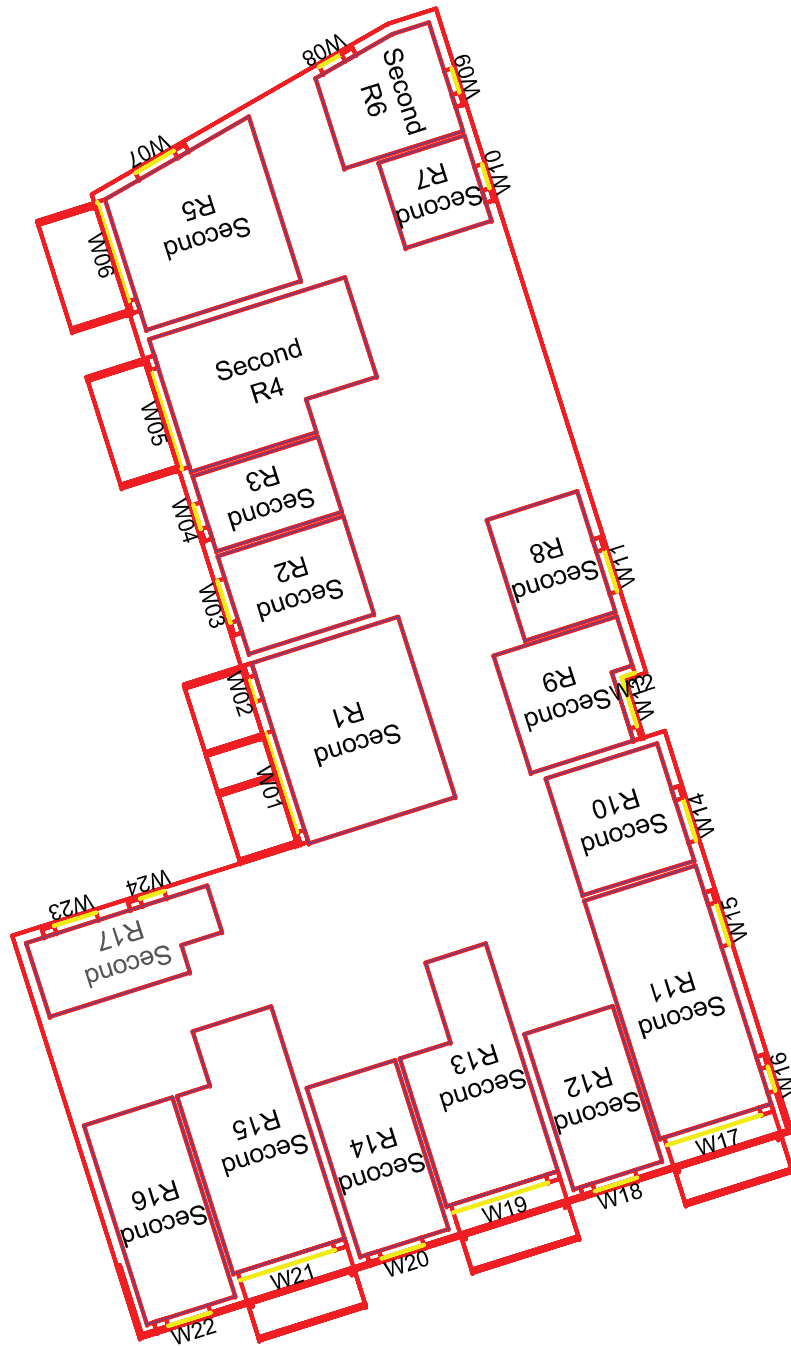 W08
W09
Second
R6
W07
W10
R7
Second
R5
Second
W06
Second
R4
W05
R3
Second
W04
R2
Second
W03
R8
Second
W11
R9
Second
W12
W13
W02
R1
Second
W01
R10
Second
W14
W23
W24
R17
Second
W15
R11
Second
R13
Second
R12
Second
W16
R15
Second
R14
Second
R16
Second
W17
W18
W19
W20
W21
W22